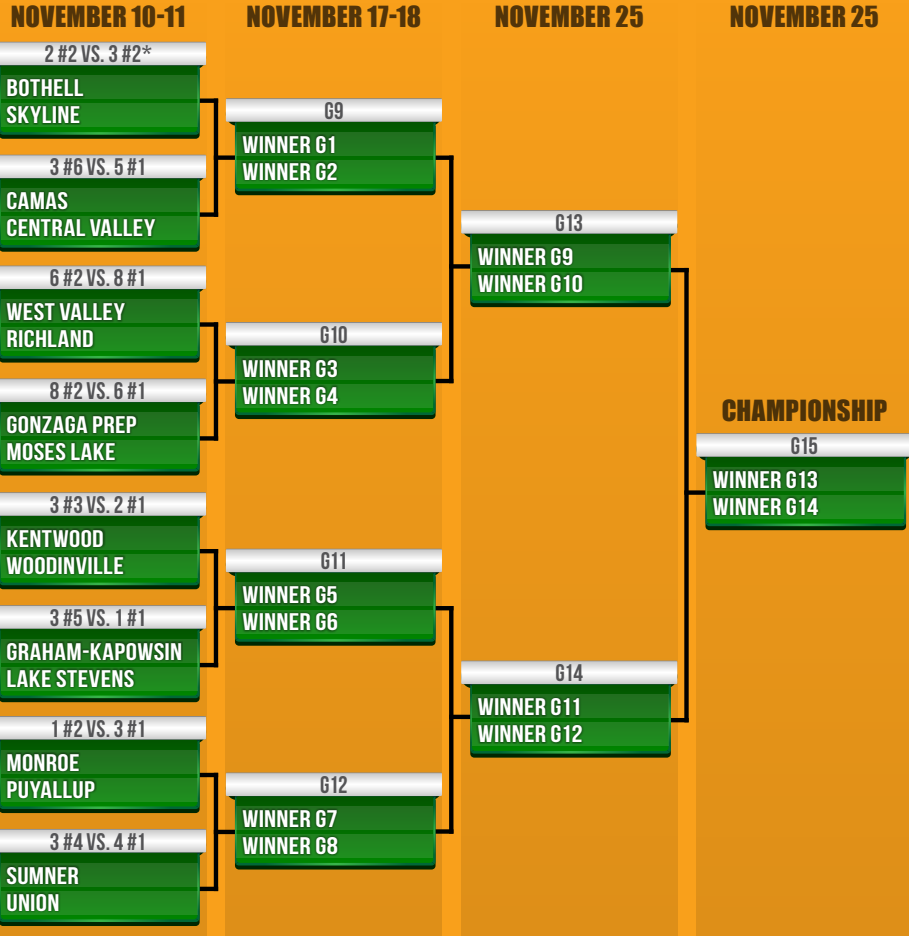 NOVEMBER 10-11
2 #2 VS. 3 #2*
BOTHELL
SKYLINE
3 #6 VS. 5 #1
CAMAS
CENTRAL VALLEY
6 #2 VS. 8 #1
WEST VALLEY
RICHLAND
8 #2 VS. 6 #1
GONZAGA PREP
MOSES LAKE
3 #3 VS. 2 #1
KENTWOOD
WOODINVILLE
3 #5 VS. 1 #1
GRAHAM-KAPOWSIN
LAKE STEVENS
1 #2 VS. 3 #1
MONROE
PUYALLUP
3 #4 VS. 4 #1
SUMNER
UNION
NOVEMBER 17-18
G9
WINNER G1
WINNER G2
G10
WINNER G3
WINNER G4
G11
WINNER G5
WINNER G6
G12
WINNER G7
WINNER G8
NOVEMBER 25
G13
WINNER G9
WINNER G10
G14
WINNER G11
WINNER G12
NOVEMBER 25
CHAMPIONSHIP
G15
WINNER G13
WINNER G14